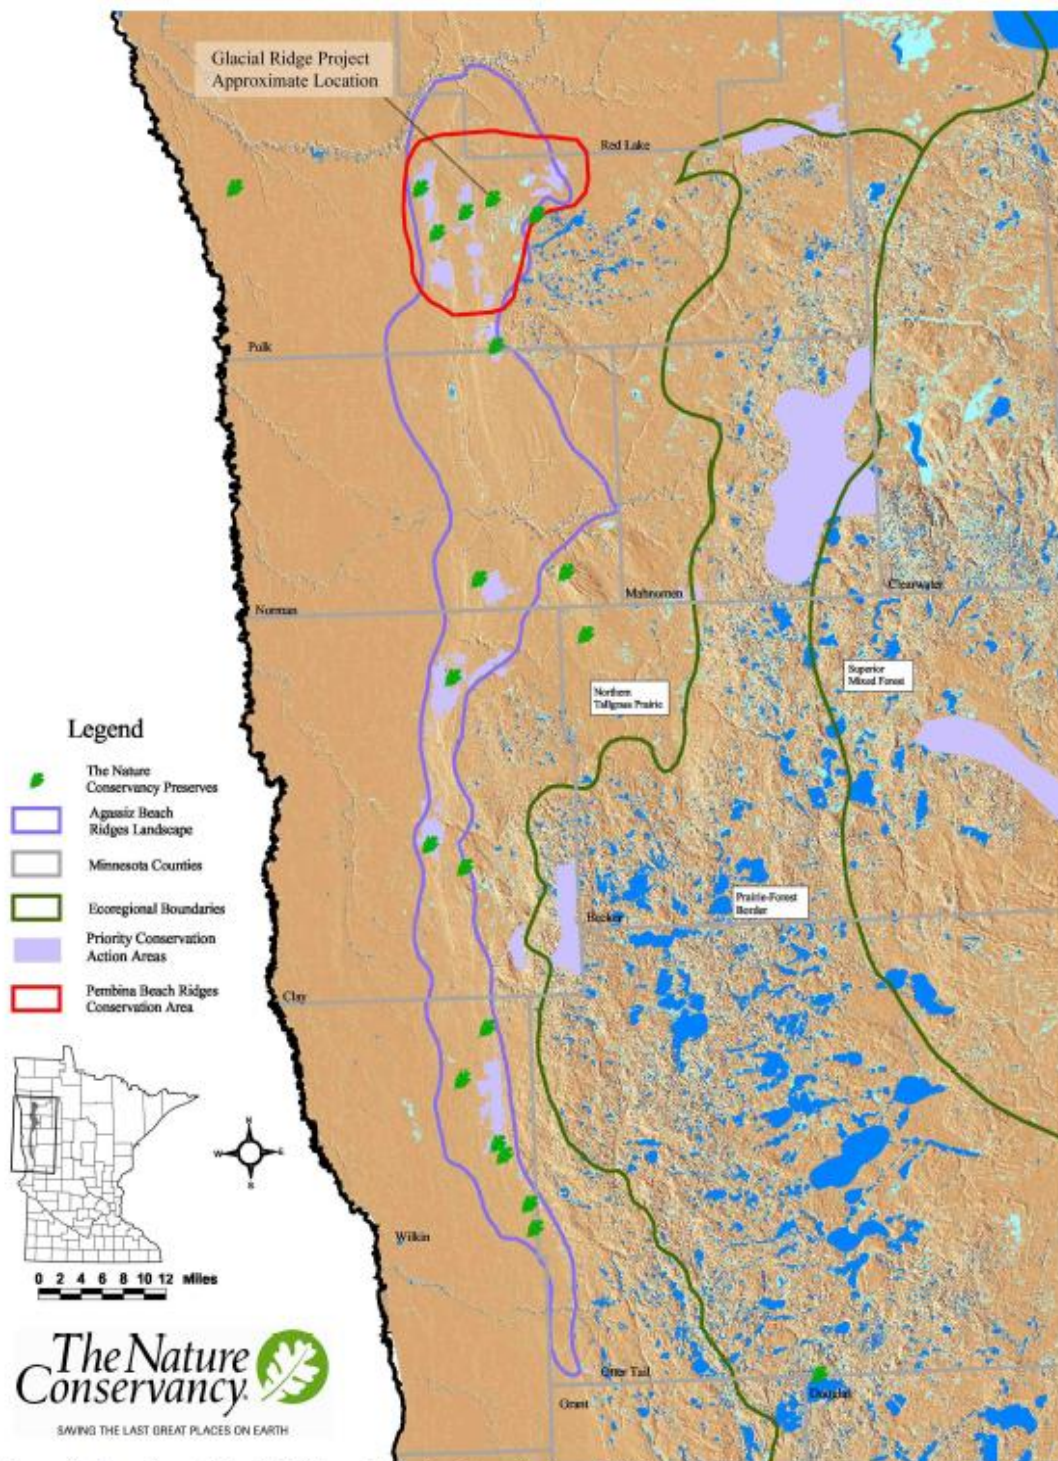 Glacial Ridge Project
Approximate Location
Red Lake
Polk
Norman
Mahnomen
Clearwater
Superior
Mixed Forest
Northern
Tallgrass Prairie
Legend
The Nature
Conservancy Preserves
Agassiz Beach
Ridges Landscape
Minnesota Counties
Ecoregional Boundaries
Priority Conservation
Action Areas
Pembina Beach Ridges
Conservation Area
Prairie-Forest
Border
Becker
Clay
N
W E
S
Wilkin
0 2 4 6 8 10 12 Miles
Otter Tail
Grant
Douglas
The Nature
Conservancy
SAVING THE LAST GREAT PLACES ON EARTH